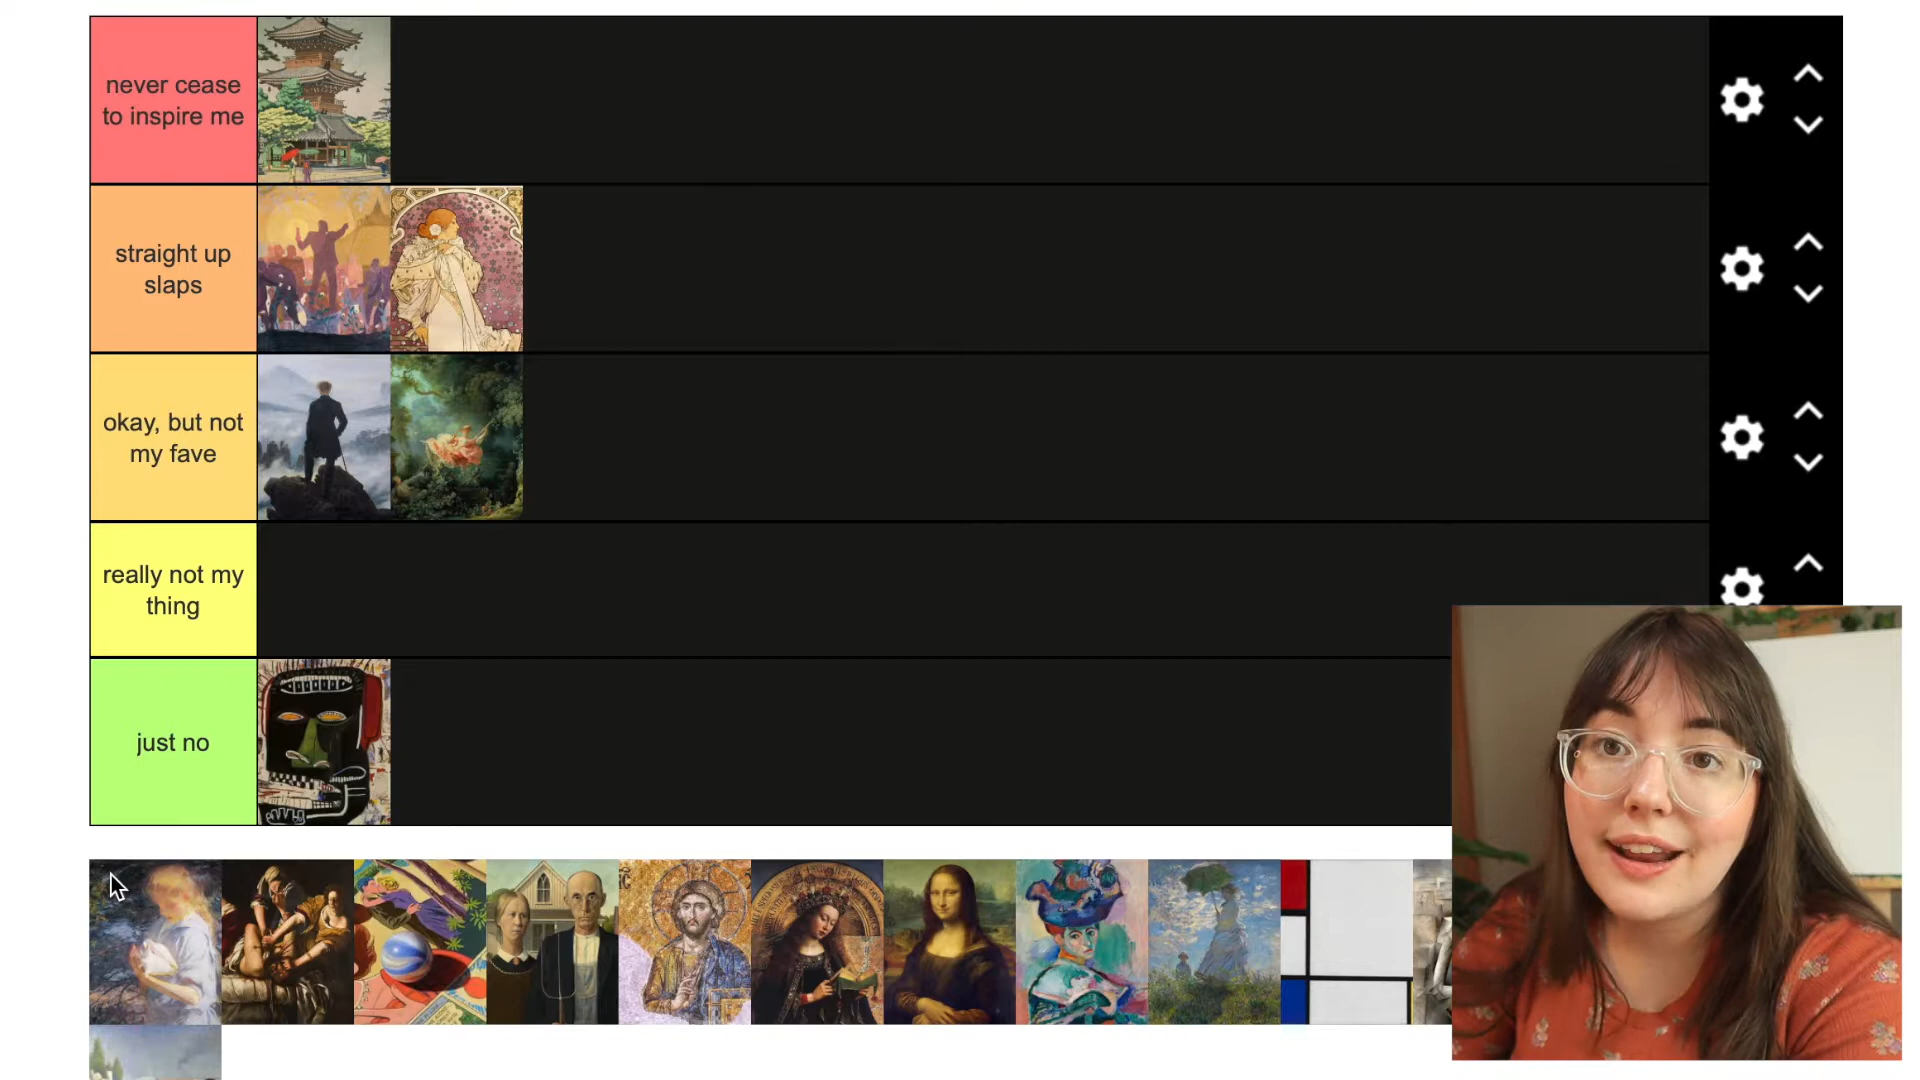 never cease
to inspire me
straight up
slaps
okay, but not
my fave
really not my
thing
just no